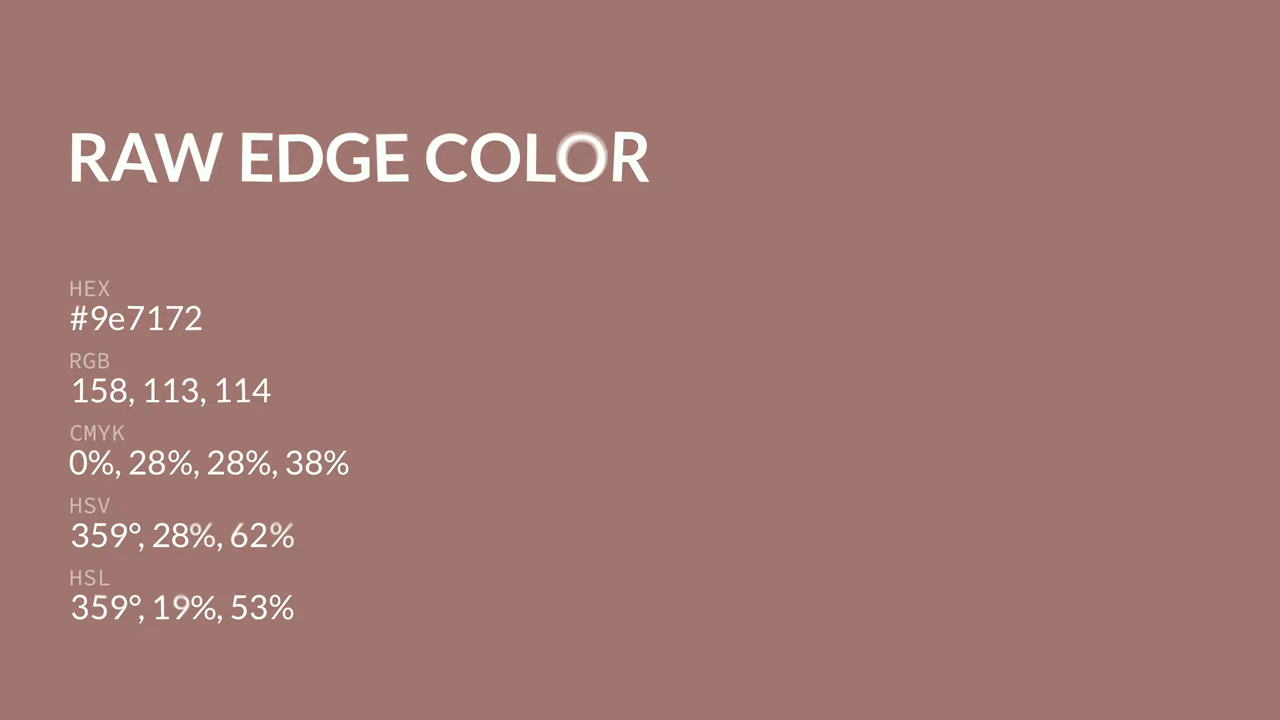 RAW EDGE COLOR
HEX
#9e7172
RGB
158, 113, 114
CMYK
0%, 28%, 28%, 38%
HSV
359°, 28%, 62%
HSL
359°, 19%, 53%